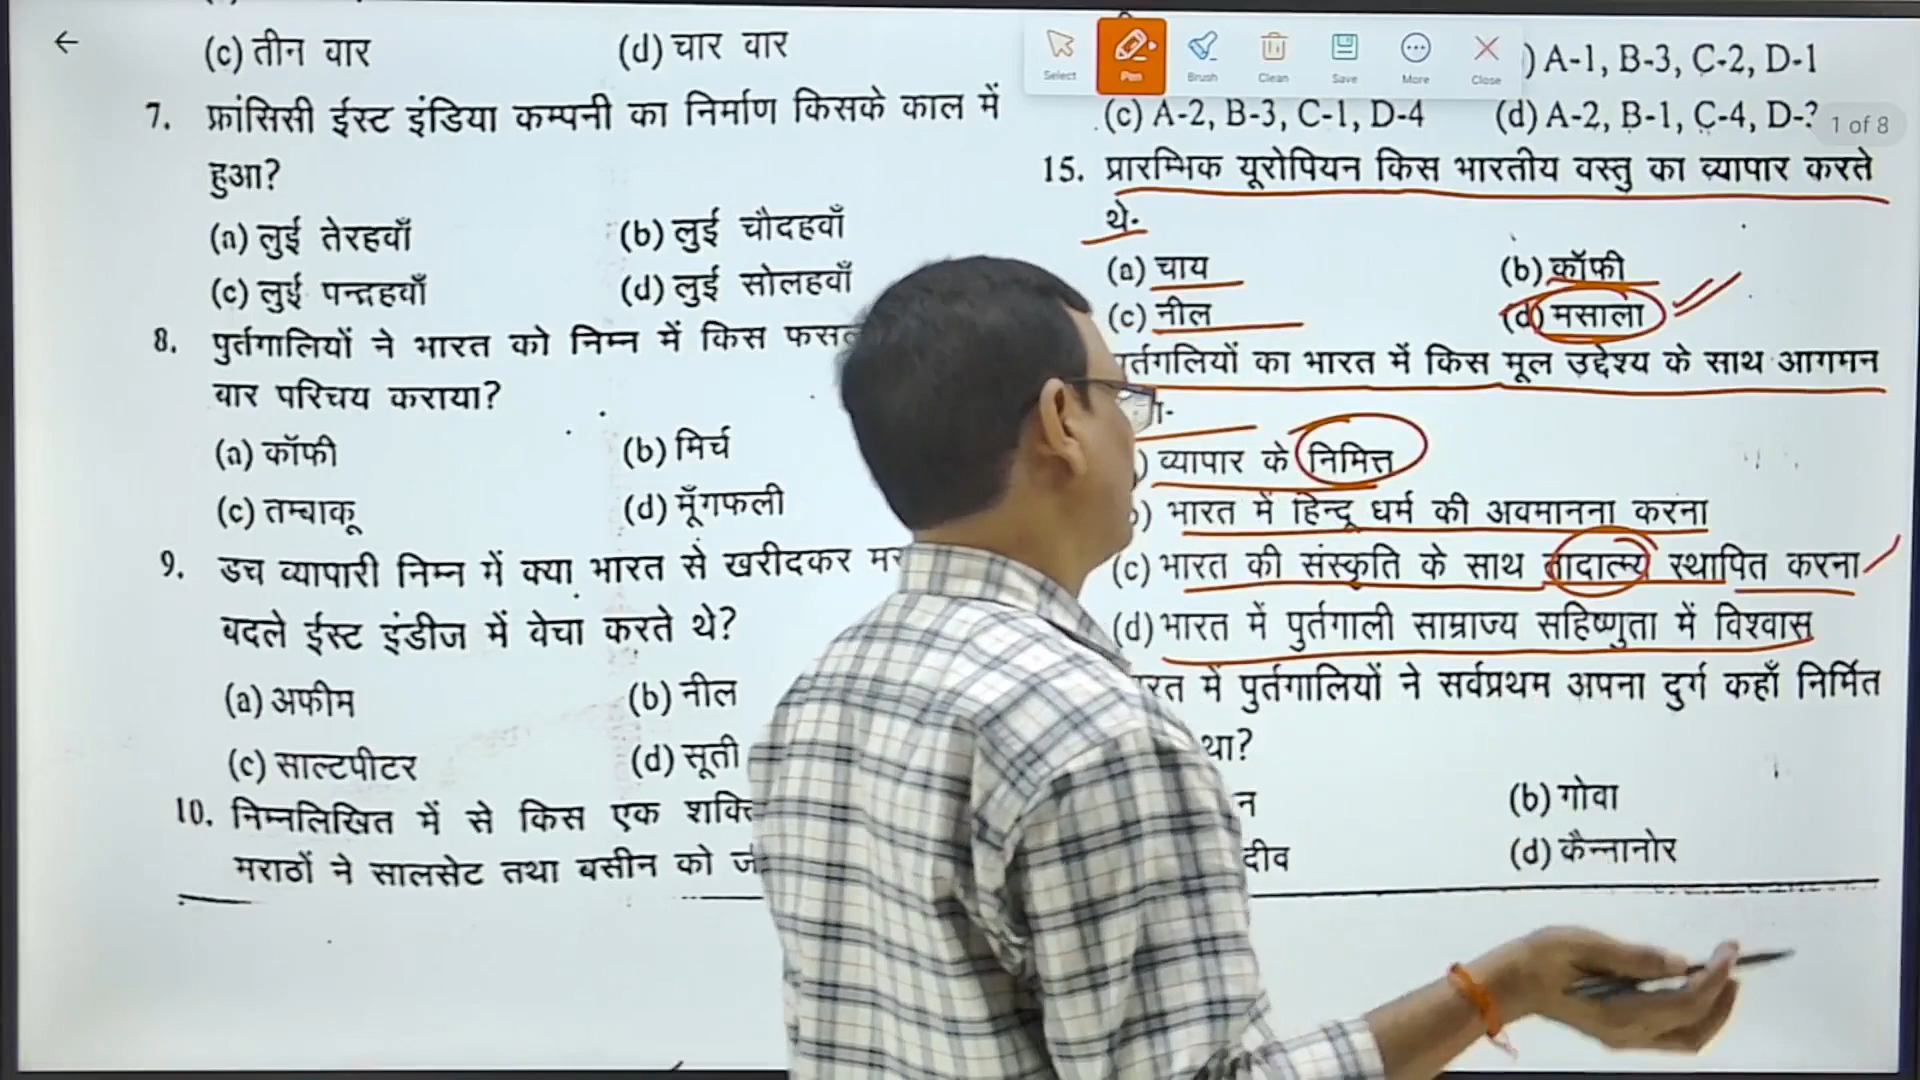 (c) तीन वार
(d) चार वार
7. फ्रांसिसी ईस्ट इंडिया कम्पनी का निर्माण किसके काल में
हुआ?
(a) लुई तेरहवाँ
(b) लुई चौदहवाँ
(c) लुई पन्द्रहवाँ
(d) लुई सोलहवाँ
8. पुर्तगालियों ने भारत को निम्न में किस
वार परिचय कराया?
(a) कॉफी
(b) मिर्च
(c) तम्बाकू
(d) मूँगफली
9. डच व्यापारी निम्न में क्या भारत से खरीदकर
बदले ईस्ट इंडीज में वेचा करते थे?
(a) अफीम
(b) नील
(c) साल्टपीटर
(d) सूती
10. निम्नलिखित में से किस एक
मराठों ने सालसेट तथा बसीन को
Select
Pen
Brush
Clean
Save
More
Close
) A-1, B-3, C-2, D-1
(c) A-2, B-3, C-1, D-4
(d) A-2, B-1, C-4, D-?
1 of 8
15. प्रारम्भिक यूरोपियन किस भारतीय वस्तु का व्यापार करते
थे-
(a) चाय
(b) कॉफी
(c) नील
(d) मसाला
र्तगलियों का भारत में किस मूल उद्देश्य के साथ आगमन
) व्यापार के निमित्त
) भारत में हिन्दू धर्म की अवमानना करना
(c) भारत की संस्कृति के साथ तादात्म्य स्थापित करना
(d) भारत में पुर्तगाली साम्राज्य सहिष्णुता में विश्वास
रत में पुर्तगालियों ने सर्वप्रथम अपना दुर्ग कहाँ निर्मित
था?
न
(b) गोवा
दीव
(d) कैन्नानोर